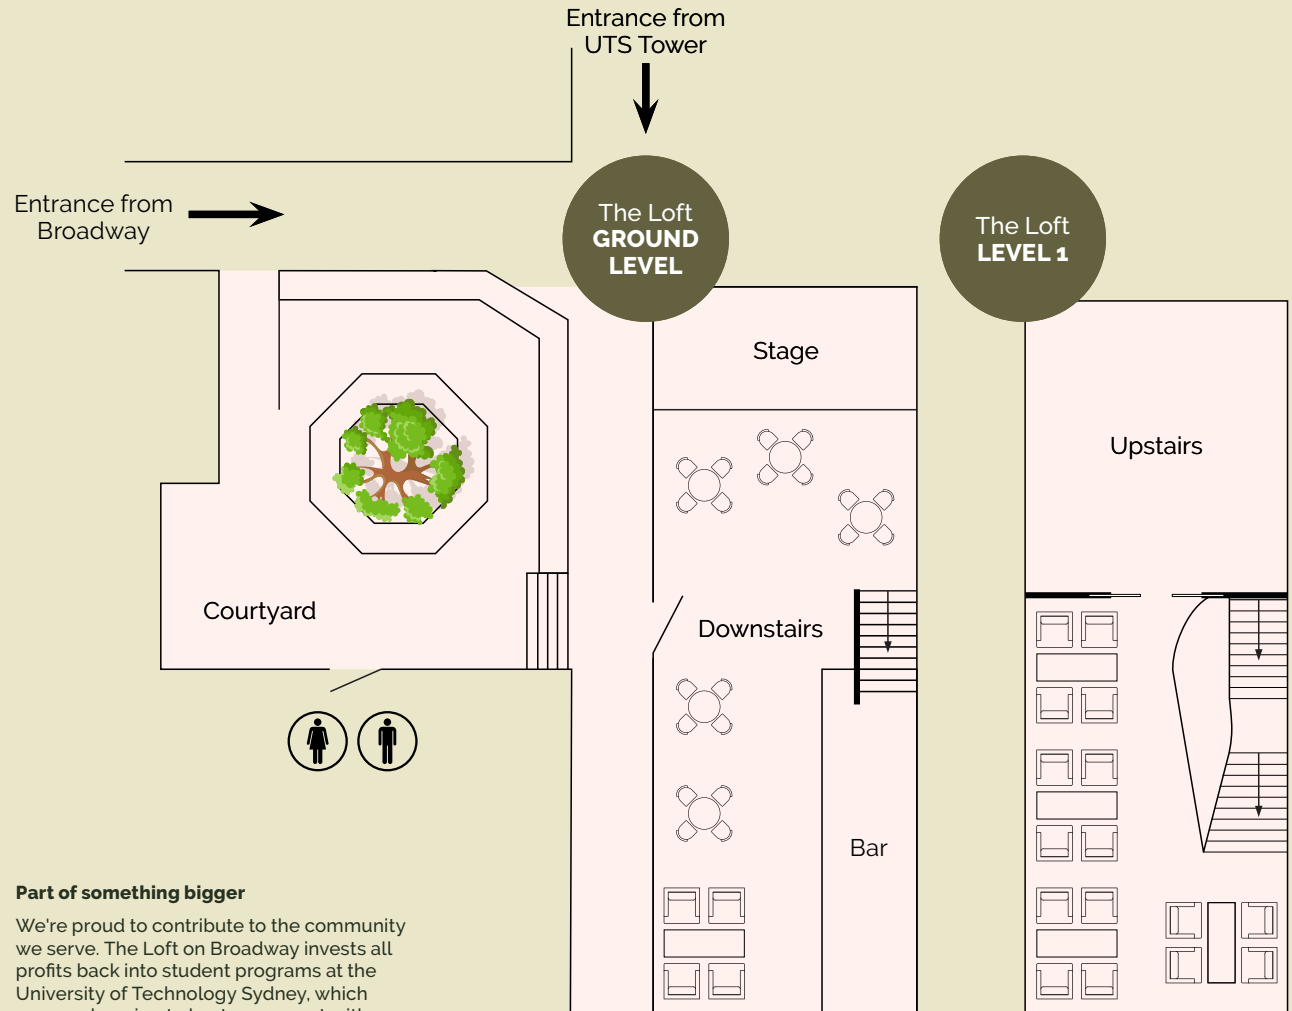 Entrance from
UTS Tower
Entrance from
Broadway
The Loft
GROUND
LEVEL
The Loft
LEVEL 1
Stage
Upstairs
Courtyard
Downstairs
Bar
Part of something bigger
We're proud to contribute to the community
we serve. The Loft on Broadway invests all
profits back into student programs at the
University of Technology Sydney, which